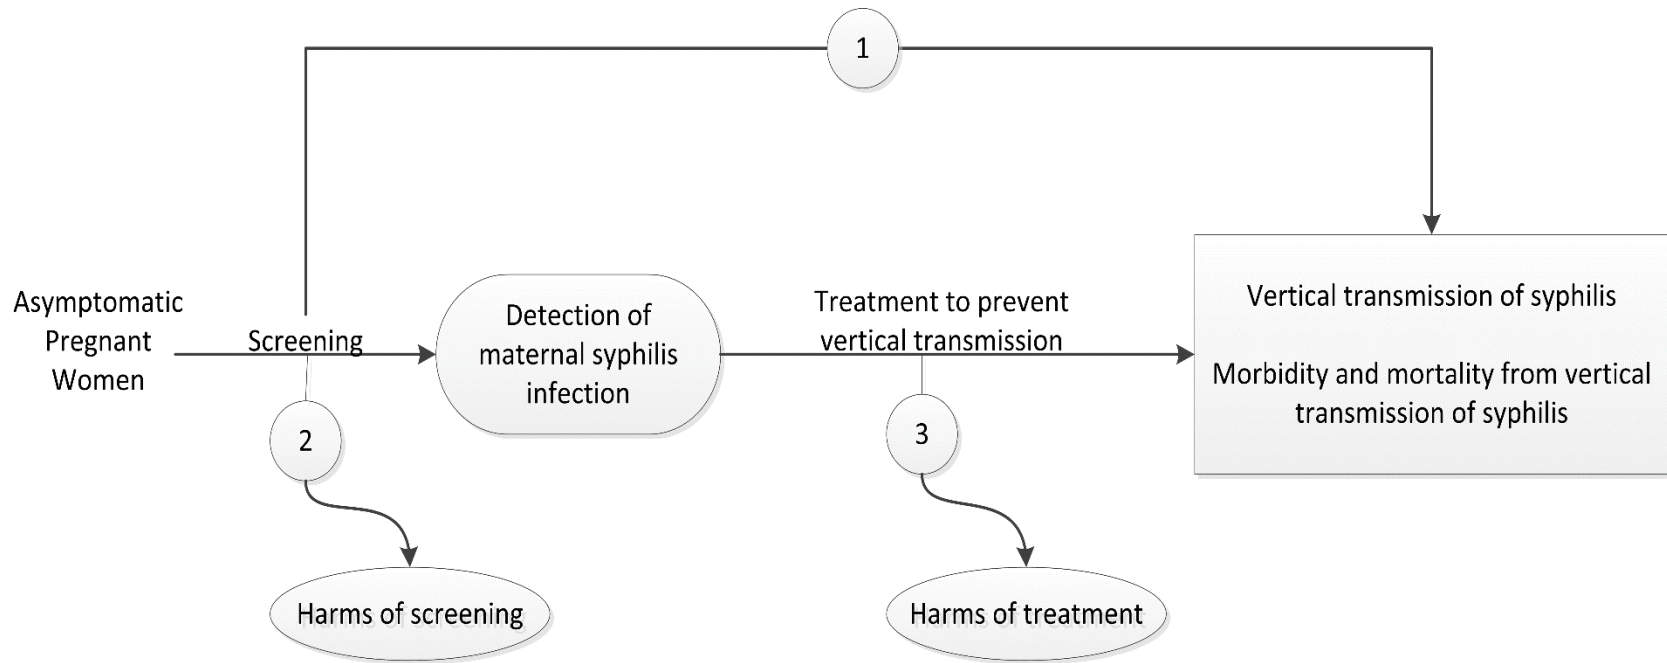 1
Asymptomatic
Pregnant
Women
Screening
2
Harms of screening
Detection of
maternal syphilis
infection
Treatment to prevent
vertical transmission
3
Harms of treatment
Vertical transmission of syphilis
Morbidity and mortality from vertical
transmission of syphilis